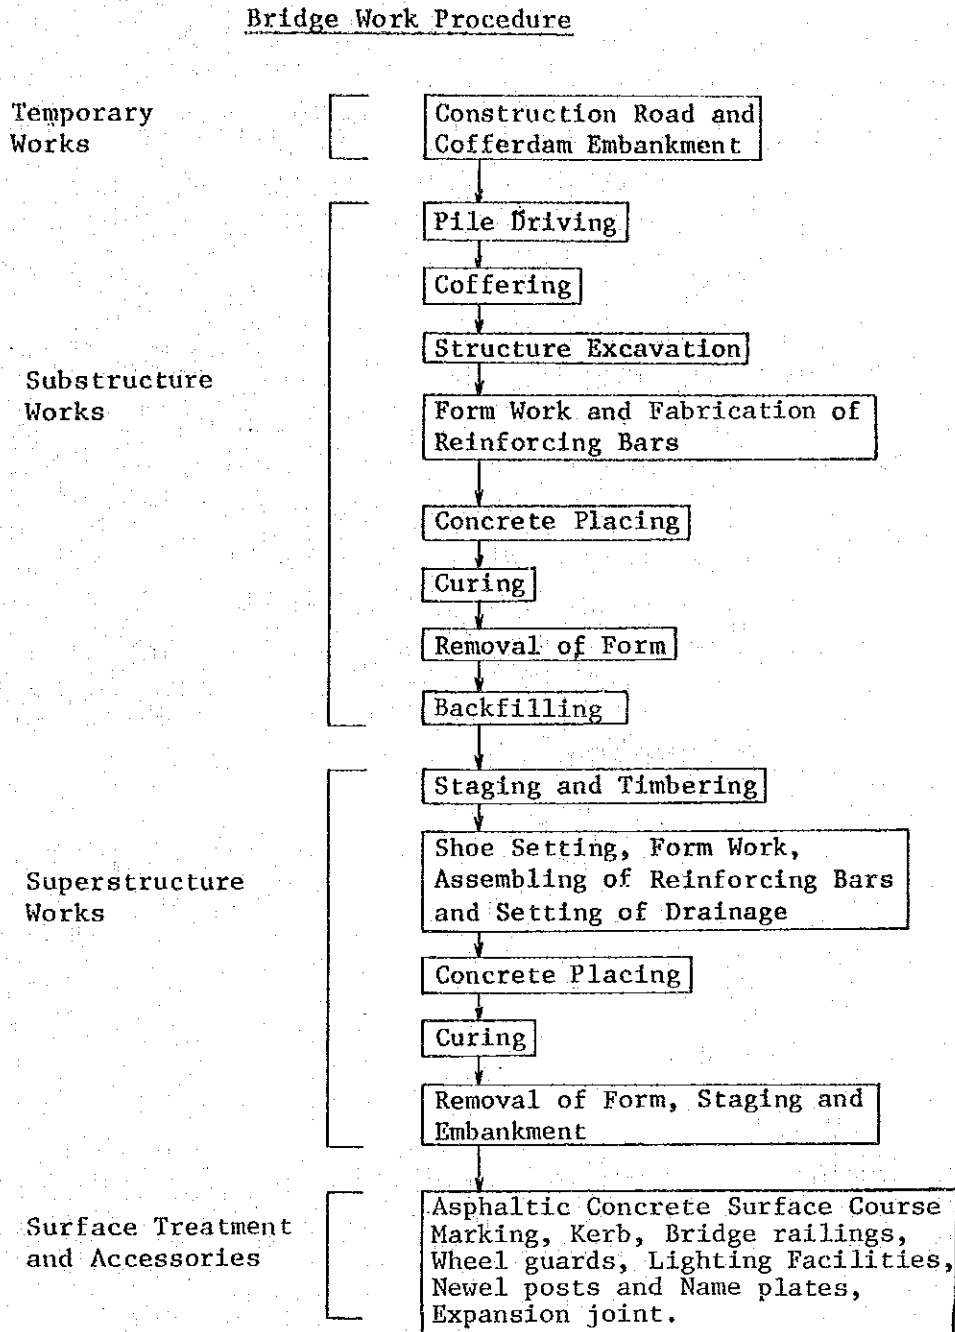 Bridge Work Procedure
Temporary
Works
Construction Road and
Cofferdam Embankment
Substructure
Works
Pile Driving
Coffering
Structure Excavation
Form Work and Fabrication of
Reinforcing Bars
Concrete Placing
Curing
Removal of Form
Backfilling
Superstructure
Works
Staging and Timbering
Shoe Setting, Form Work,
Assembling of Reinforcing Bars
and Setting of Drainage
Concrete Placing
Curing
Removal of Form, Staging and
Embankment
Surface Treatment
and Accessories
Asphaltic Concrete Surface Course
Marking, Kerb, Bridge railings,
Wheel guards, Lighting Facilities,
Newel posts and Name plates,
Expansion joint.